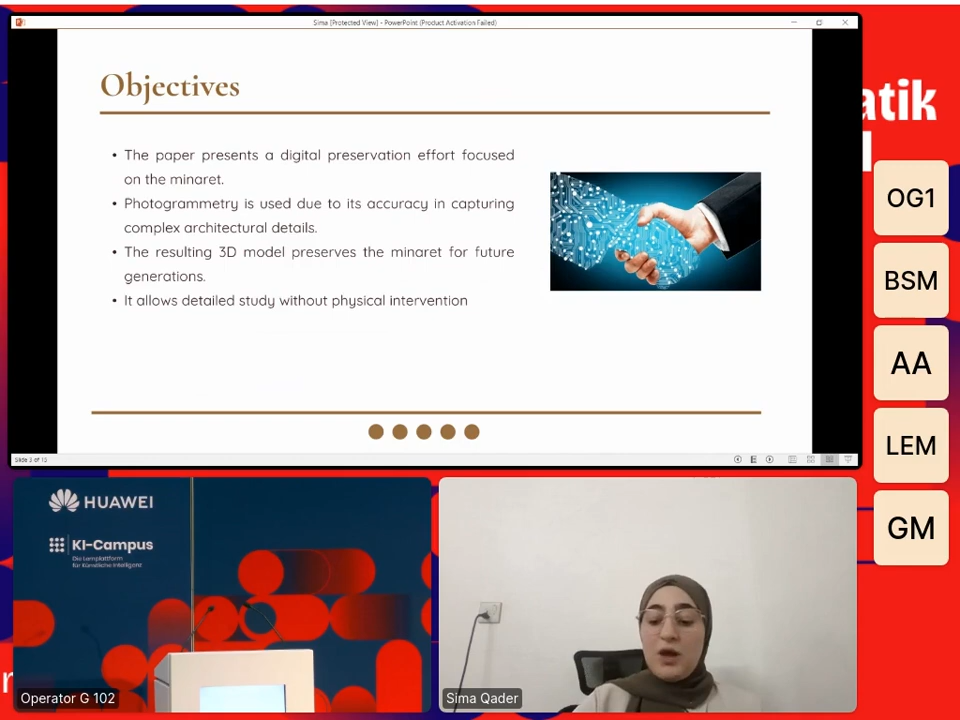 Sima [Protected View] - PowerPoint (Product Activation Failed)
Objectives
• The paper presents a digital preservation effort focused
on the minaret.
• Photogrammetry is used due to its accuracy in capturing
complex architectural details.
• The resulting 3D model preserves the minaret for future
generations.
• It allows detailed study without physical intervention
Slide 3 of 15
atik
OG1
BSM
AA
LEM
GM
HUAWEI
KI-Campus
Die Lernplattform
für Künstliche Intelligenz
Operator G 102
Sima Qader